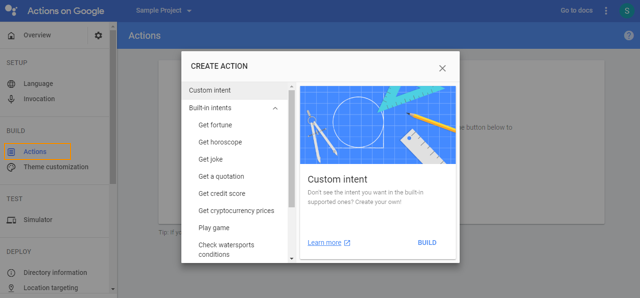 Actions on Google
Sample Project
Go to docs
S
Overview
Actions
SETUP
Language
Invocation
BUILD
Actions
Theme customization
TEST
Simulator
DEPLOY
Directory information
Location targeting
CREATE ACTION
Custom intent
Built-in intents
Get fortune
Get horoscope
Get joke
Get a quotation
Get credit score
Get cryptocurrency prices
Play game
Check watersports
conditions
Custom intent
Don't see the intent you want in the built-in
supported ones? Create your own!
Learn more
BUILD
e button below to
Tip: If yo